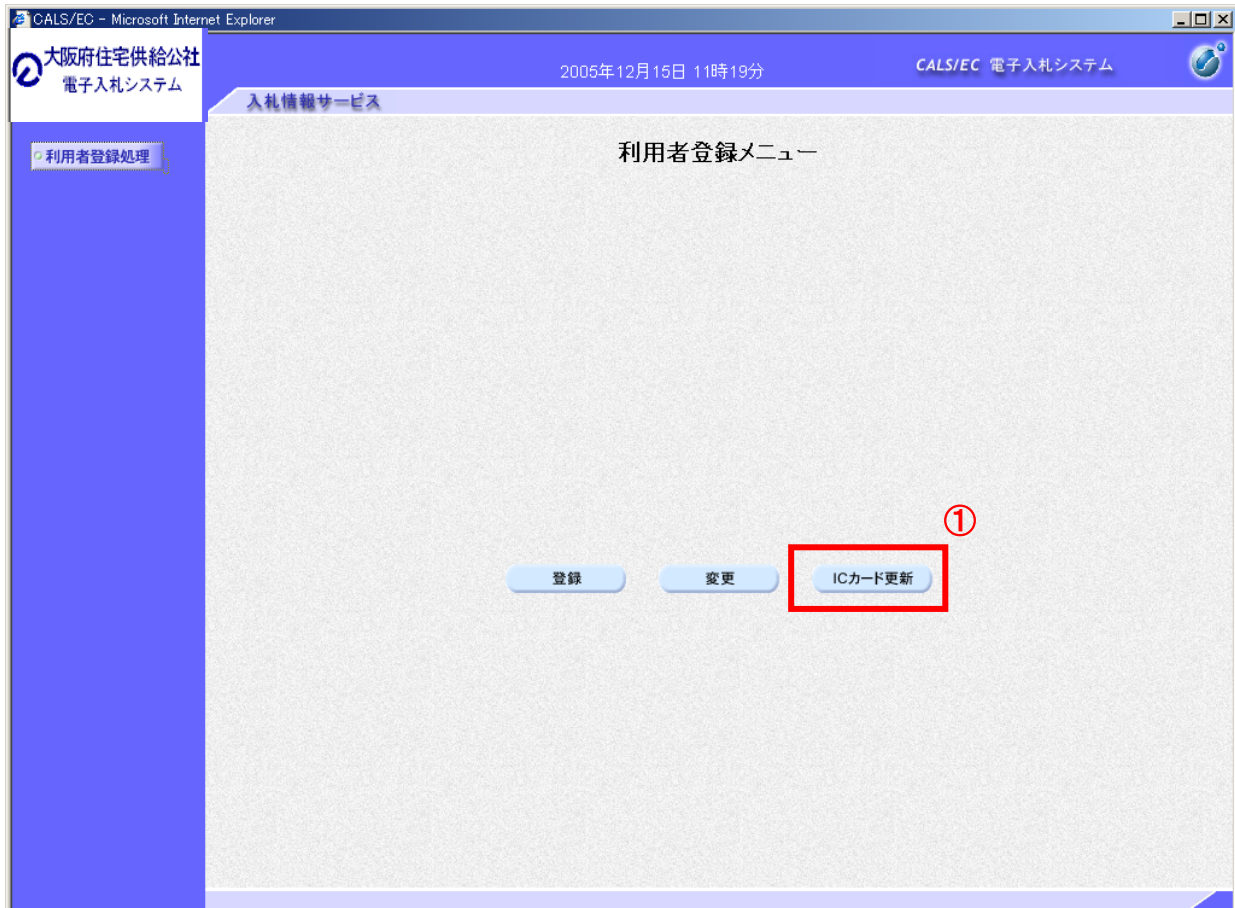 CALS/EC - Microsoft Internet Explorer
大阪府住宅供給公社
電子入札システム
2005年12月15日 11時19分
CALS/EC 電子入札システム
入札情報サービス
利用者登録処理
利用者登録メニュー
①
登録
変更
ICカード更新